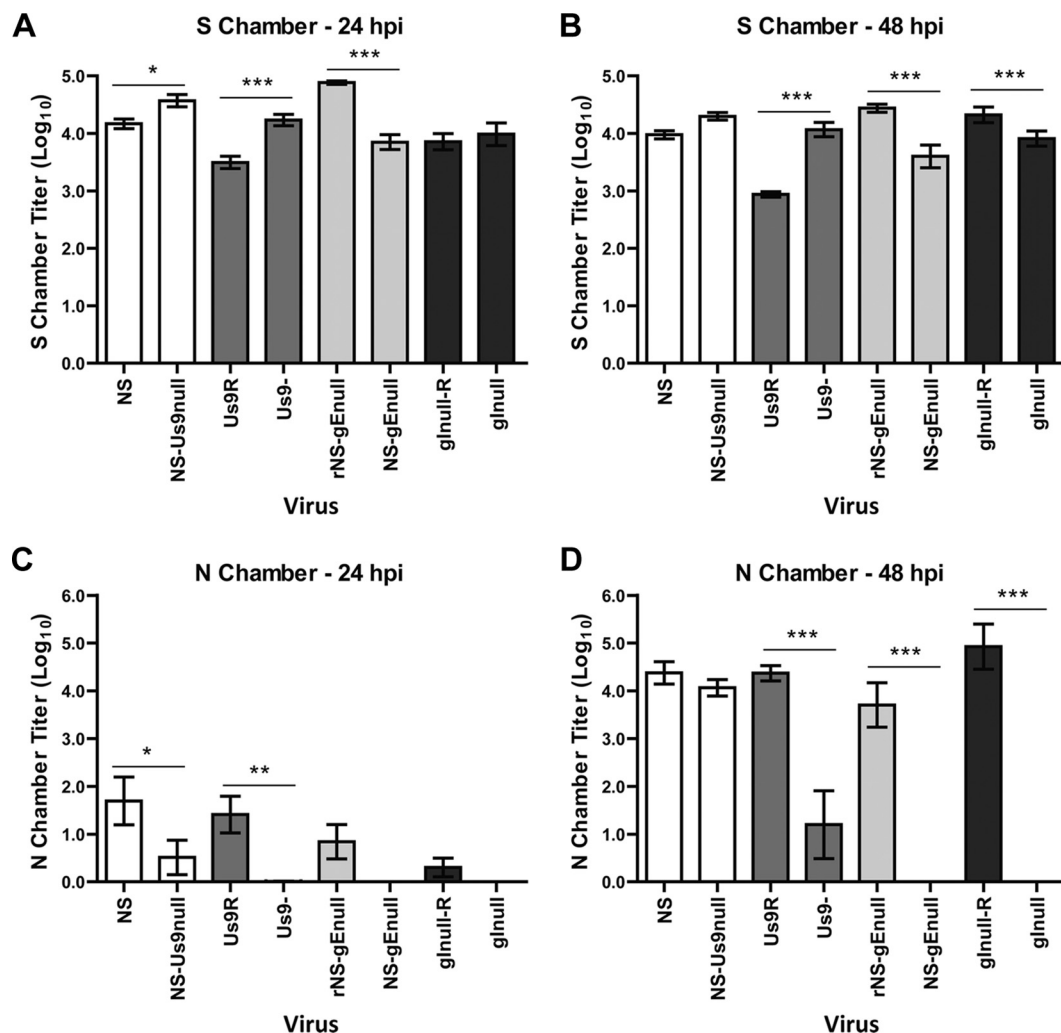 A
S Chamber - 24 hpi
S Chamber Titer (Log10)
5.0
4.0
3.0
2.0
1.0
0.0
*
***
***
NS
NS-Us9null
Us9R
Us9-
rNS-gEnull
NS-gEnull
gInull-R
gInull
Virus
B
S Chamber - 48 hpi
S Chamber Titer (Log10)
5.0
4.0
3.0
2.0
1.0
0.0
***
***
***
NS
NS-Us9null
Us9R
Us9-
rNS-gEnull
NS-gEnull
gInull-R
gInull
Virus
C
N Chamber - 24 hpi
N Chamber Titer (Log10)
6.0
5.0
4.0
3.0
2.0
1.0
0.0
*
**
NS
NS-Us9null
Us9R
Us9-
rNS-gEnull
NS-gEnull
gInull-R
gInull
Virus
D
N Chamber - 48 hpi
N Chamber Titer (Log10)
6.0
5.0
4.0
3.0
2.0
1.0
0.0
***
***
***
NS
NS-Us9null
Us9R
Us9-
rNS-gEnull
NS-gEnull
gInull-R
gInull
Virus